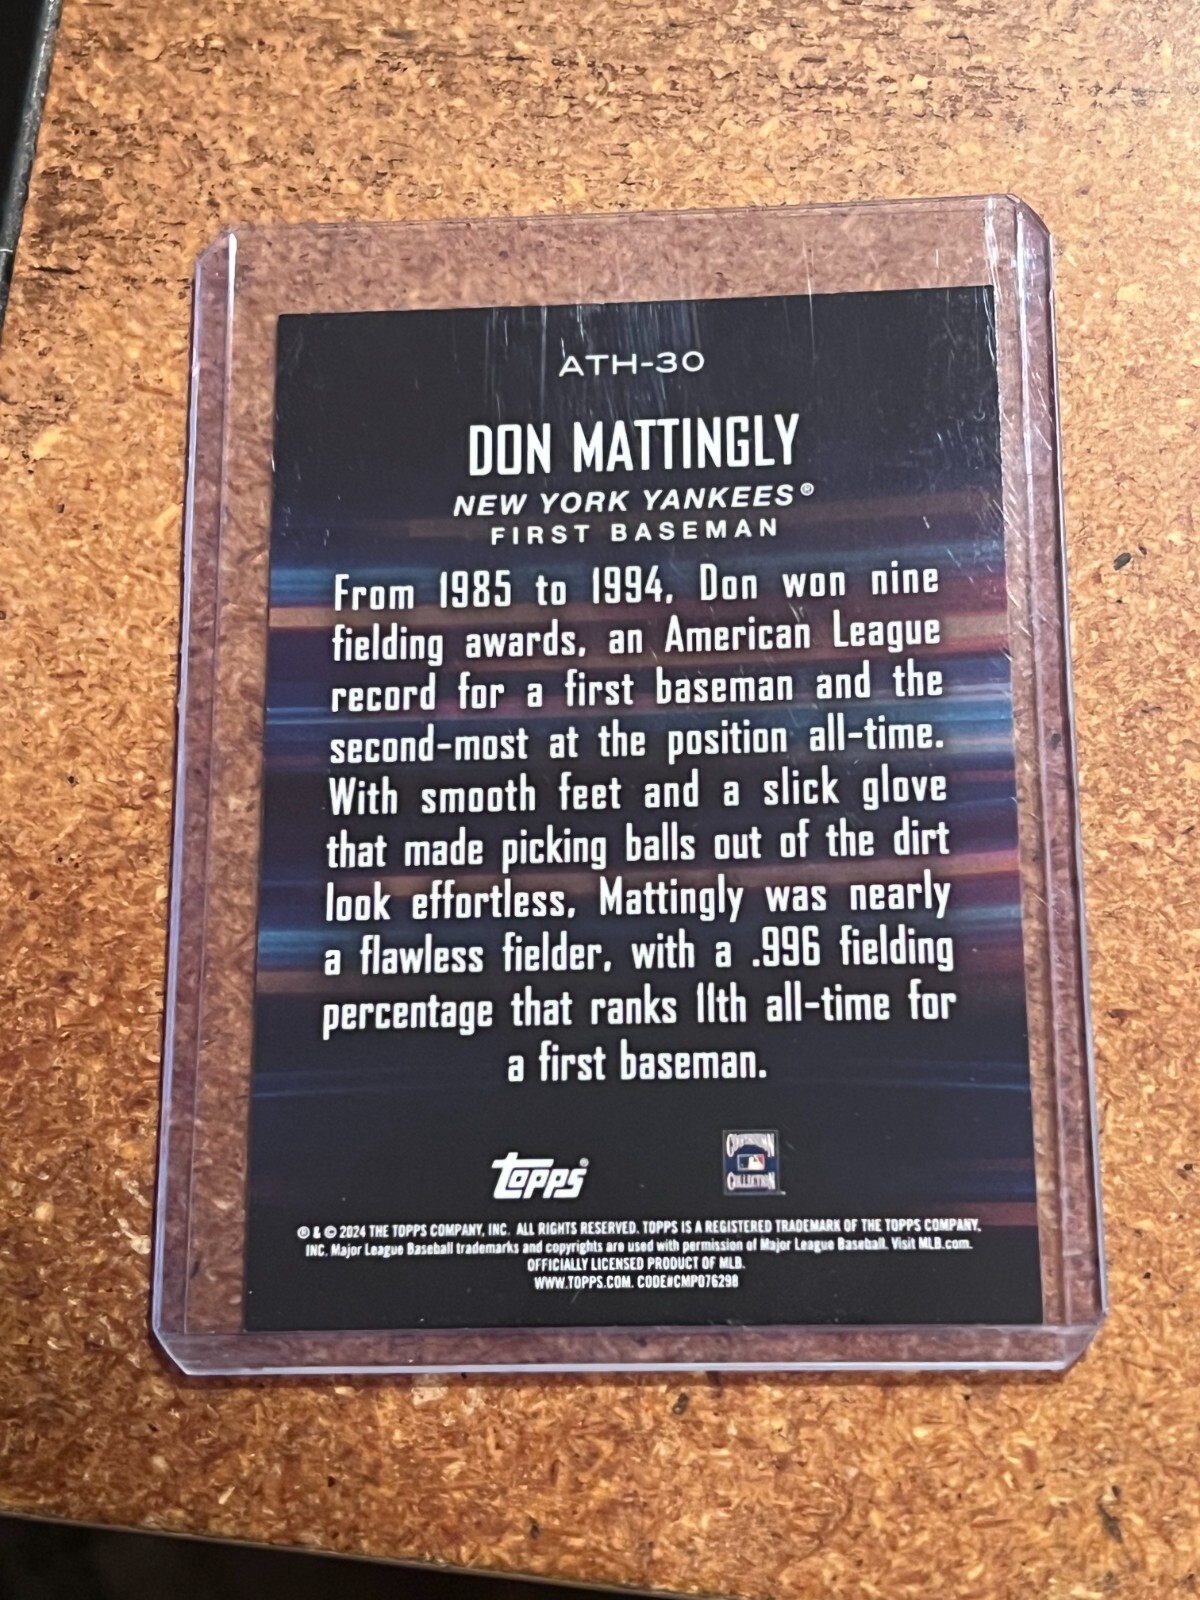 ATH-30
DON MATTINGLY
NEW YORK YANKEES®
FIRST BASEMAN
From 1985 to 1994, Don won nine
fielding awards, an American League
record for a first baseman and the
second-most at the position all-time.
With smooth feet and a slick glove
that made picking balls out of the dirt
look effortless, Mattingly was nearly
a flawless fielder, with a .996 fielding
percentage that ranks 11th all-time for
a first baseman.
topps®
COOPERSTOWN
COLLECTION
® & © 2024 THE TOPPS COMPANY, INC. ALL RIGHTS RESERVED. TOPPS IS A REGISTERED TRADEMARK OF THE TOPPS COMPANY,
INC. Major League Baseball trademarks and copyrights are used with permission of Major League Baseball. Visit MLB.com.
OFFICIALLY LICENSED PRODUCT OF MLB.
WWW.TOPPS.COM. CODE#CMP076298